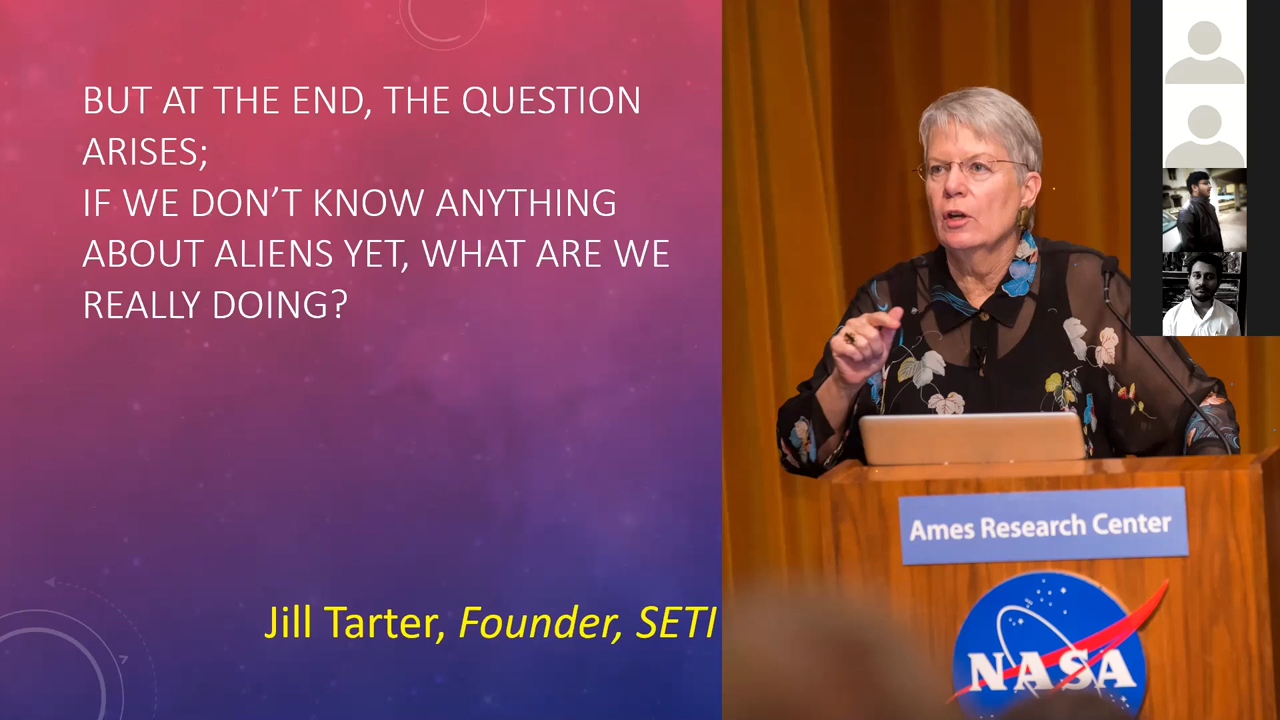 BUT AT THE END, THE QUESTION
ARISES;
IF WE DON'T KNOW ANYTHING
ABOUT ALIENS YET, WHAT ARE WE
REALLY DOING?
Jill Tarter, Founder, SETI
Ames Research Center
NASA